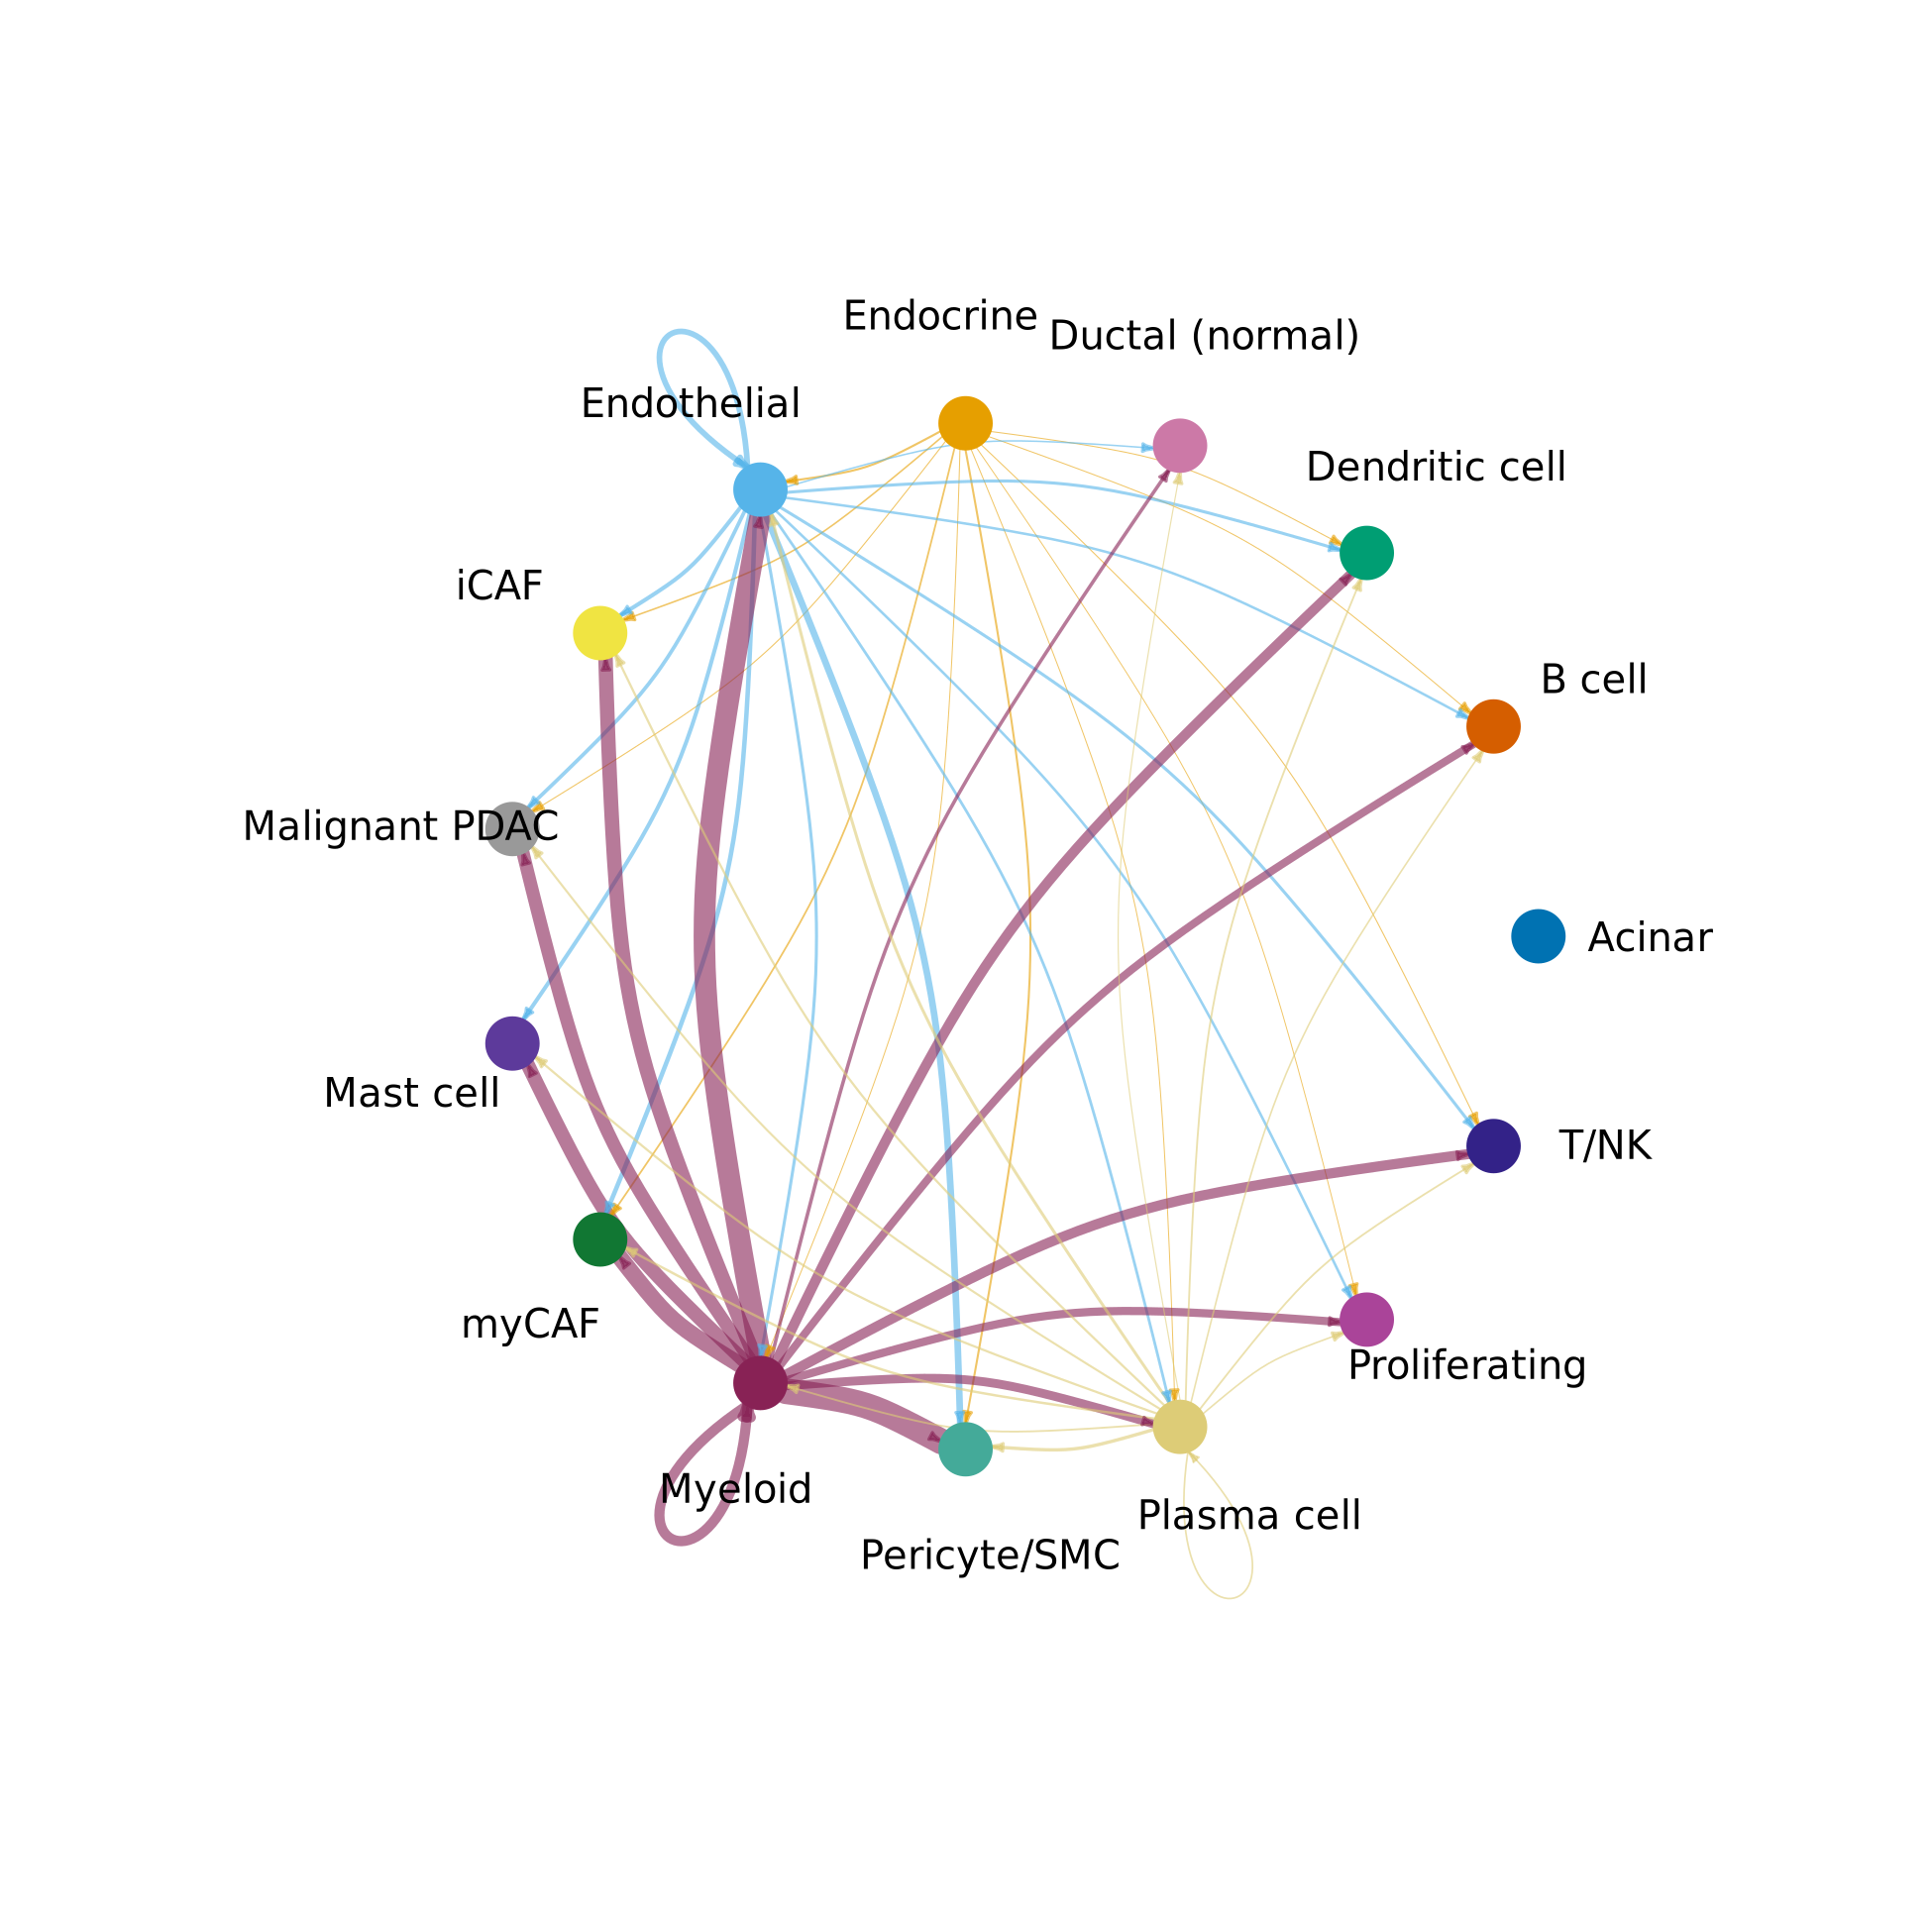 Endocrine
Ductal (normal)
Endothelial
Dendritic cell
iCAF
B cell
Malignant PDAC
Acinar
Mast cell
T/NK
myCAF
Proliferating
Myeloid
Plasma cell
Pericyte/SMC